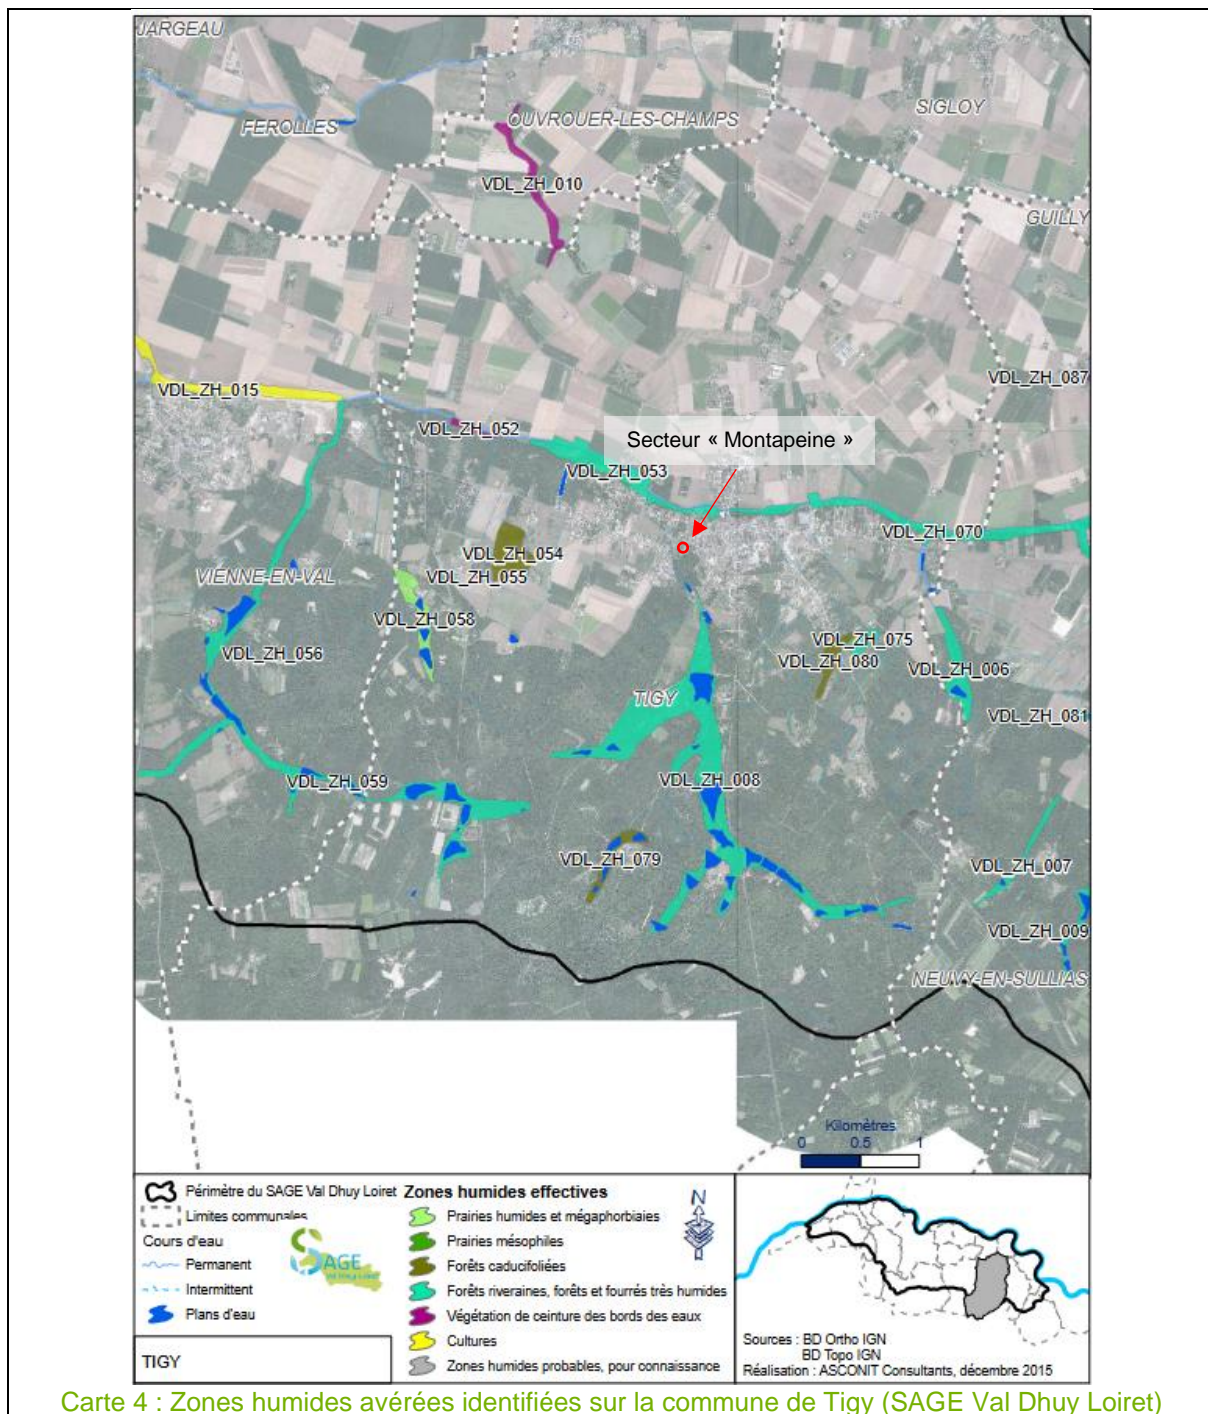 JARGEAU
FEROLLES
OUVROUER-LES-CHAMPS
SIGLOY
VDL_ZH_010
GUILLY
VDL_ZH_087
VDL_ZH_015
VDL_ZH_052
Secteur « Montapeine »
VDL_ZH_053
VDL_ZH_070
VDL_ZH_054
VIENNE-EN-VAL
VDL_ZH_055
VDL_ZH_058
VDL_ZH_056
VDL_ZH_075
VDL_ZH_080
VDL_ZH_006
TIGY
VDL_ZH_081
VDL_ZH_059
VDL_ZH_008
VDL_ZH_079
VDL_ZH_007
VDL_ZH_009
NEUVY-EN-SULLIAS
Kilomètres
0 0.5 1
Périmètre du SAGE Val Dhuy Loiret
Limites communales
Cours d'eau
Permanent
Intermittent
Plans d'eau
SAGE
Val Dhuy Loiret
TIGY
Zones humides effectives
Prairies humides et mégaphorbiaies
Prairies mésophiles
Forêts caducifoliées
Forêts riveraines, forêts et fourrés très humides
Végétation de ceinture des bords des eaux
Cultures
Zones humides probables, pour connaissance
N
Sources : BD Ortho IGN
BD Topo IGN
Réalisation : ASCONIT Consultants, décembre 2015
Carte 4 : Zones humides avérées identifiées sur la commune de Tigy (SAGE Val Dhuy Loiret)